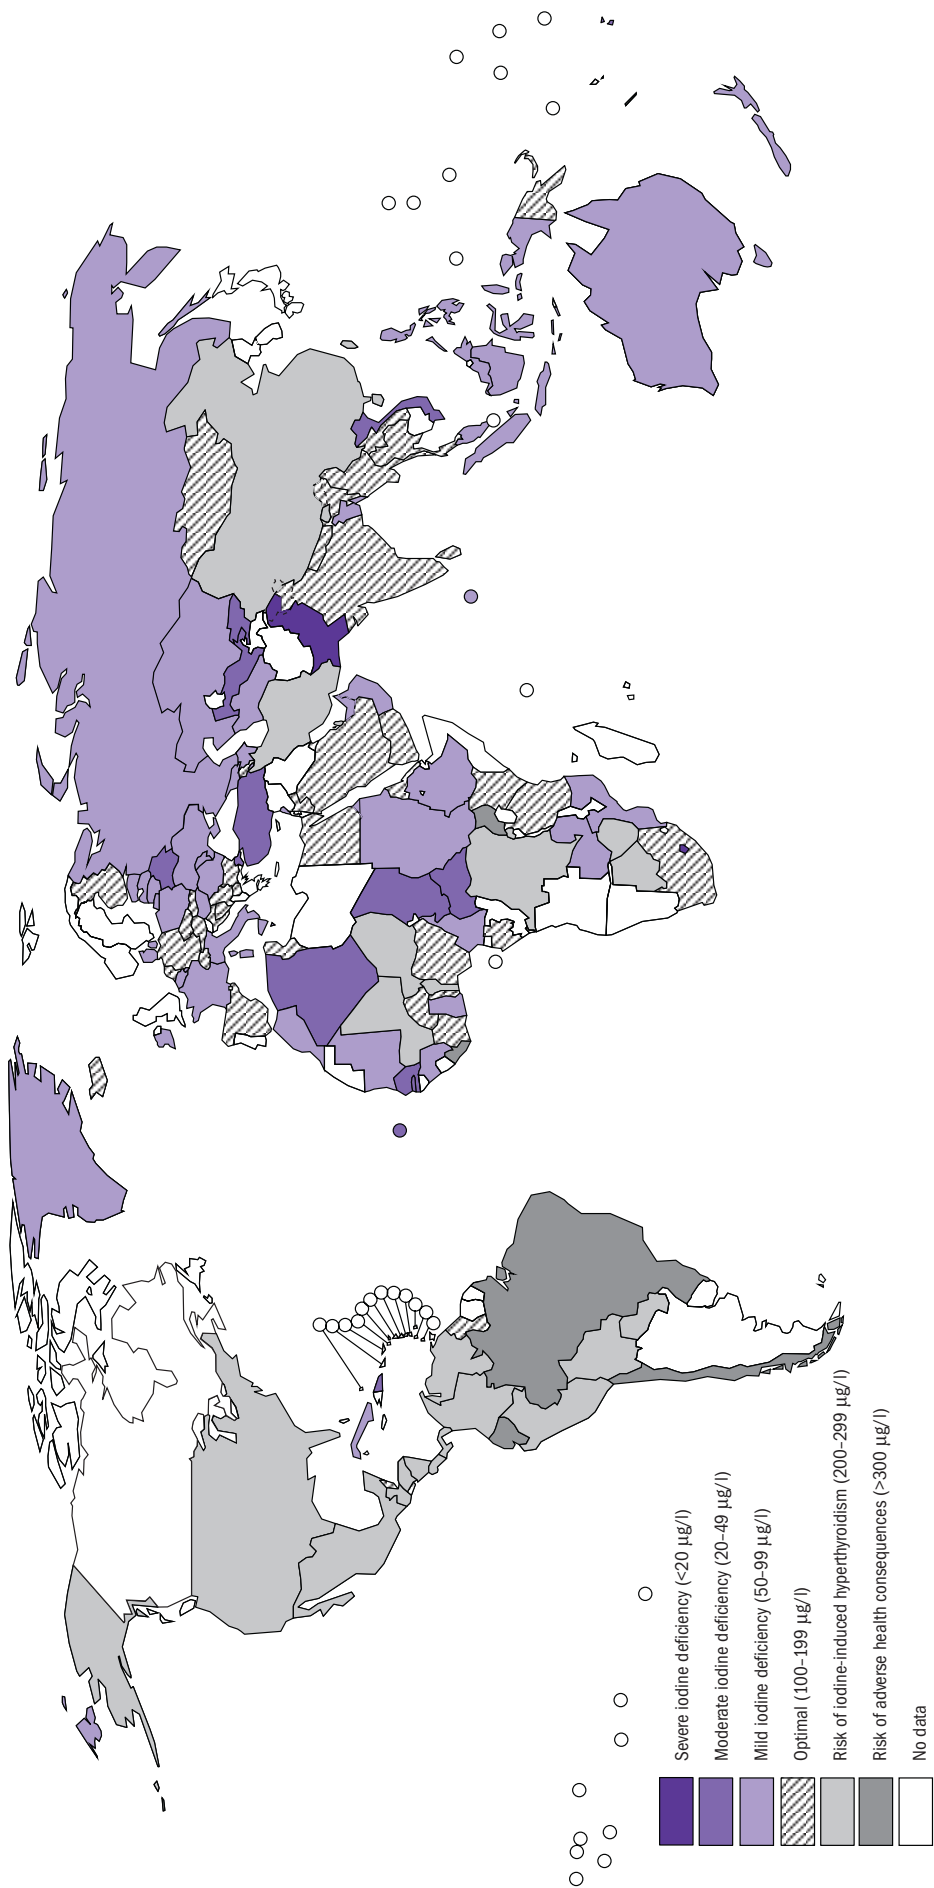 Severe iodine deficiency (<20 µg/l)
Moderate iodine deficiency (20–49 µg/l)
Mild iodine deficiency (50–99 µg/l)
Optimal (100–199 µg/l)
Risk of iodine-induced hyperthyroidism (200–299 µg/l)
Risk of adverse health consequences (>300 µg/l)
No data